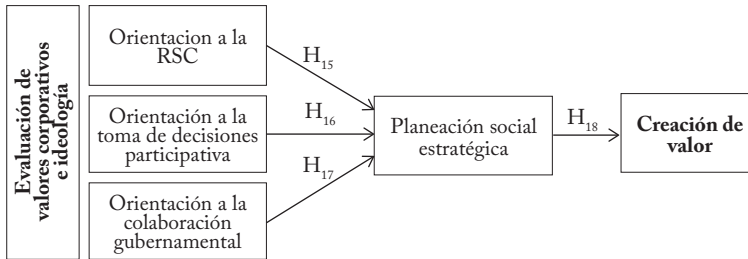 Evaluación de
valores corporativos
e ideología
Orientacion a la
RSC
Orientación a la
toma de decisiones
participativa
Orientación a la
colaboración
gubernamental
H15
H16
H17
Planeación social
estratégica
H18
Creación de
valor